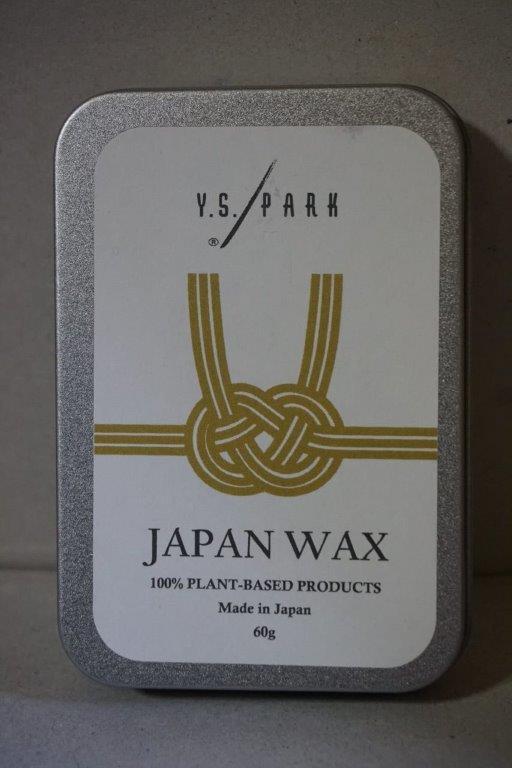 Y.S./PARK
®
JAPAN WAX
100% PLANT-BASED PRODUCTS
Made in Japan
60g